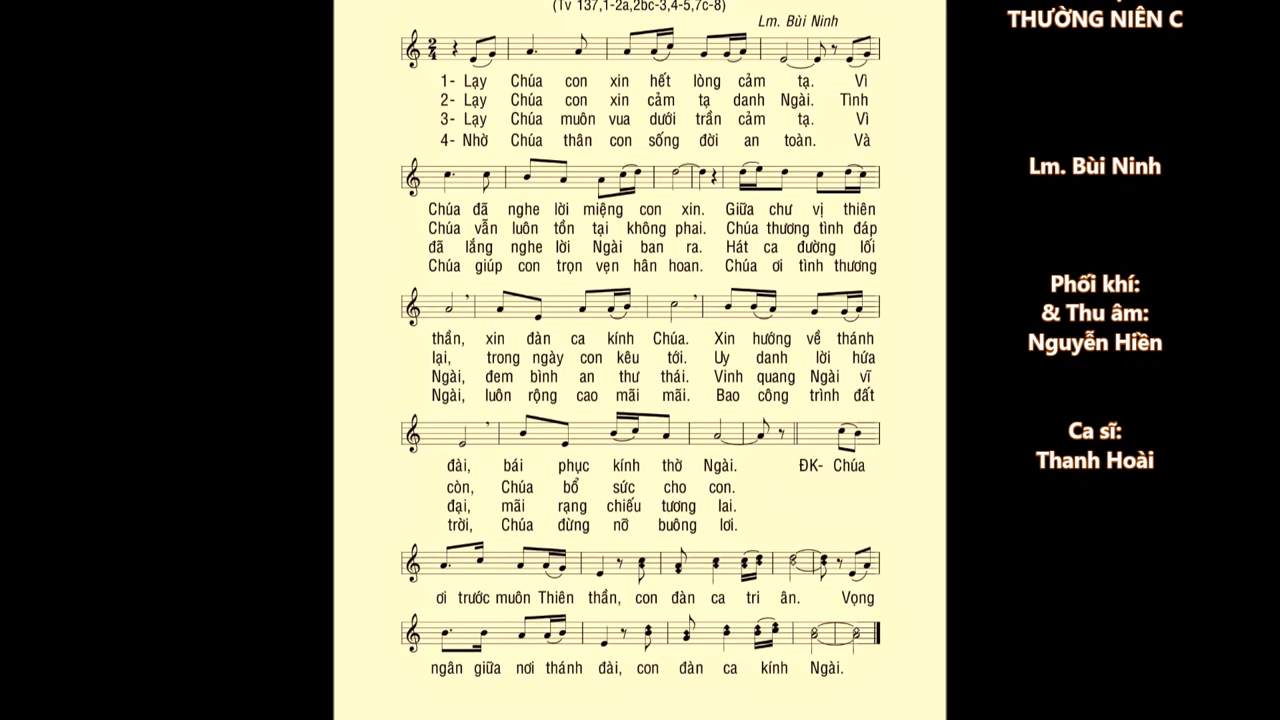 (Tv 137,1-2a,2bc-3,4-5,7c-8)
Lm. Bùi Ninh
1- Lạy Chúa con xin hết lòng cảm tạ. Vì
2- Lạy Chúa con xin cảm tạ danh Ngài. Tình
3- Lạy Chúa muôn vua dưới trần cảm tạ. Vì
4- Nhờ Chúa thân con sống đời an toàn. Và
Chúa đã nghe lời miệng con xin. Giữa chư vị thiên
Chúa vẫn luôn tồn tại không phai. Chúa thương tình đáp
đã lắng nghe lời Ngài ban ra. Hát ca đường lối
Chúa giúp con trọn vẹn hân hoan. Chúa ơi tình thương
thần, xin đàn ca kính Chúa. Xin hướng về thánh
lại, trong ngày con kêu tới. Uy danh lời hứa
Ngài, đem bình an thư thái. Vinh quang Ngài vĩ
Ngài, luôn rộng cao mãi mãi. Bao công trình đất
đài, bái phục kính thờ Ngài. ĐK- Chúa
còn, Chúa bổ sức cho con.
đại, mãi rạng chiếu tương lai.
trời, Chúa đừng nỡ buông lơi.
ơi trước muôn Thiên thần, con đàn ca tri ân. Vọng
ngân giữa nơi thánh đài, con đàn ca kính Ngài.
THƯỜNG NIÊN C
Lm. Bùi Ninh
Phối khí:
& Thu âm:
Nguyễn Hiền
Ca sĩ:
Thanh Hoài